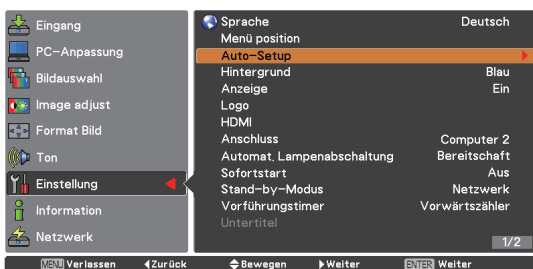 Eingang
PC-Anpassung
Bildauswahl
Image adjust
Format Bild
Ton
Einstellung
Information
Netzwerk
Sprache Deutsch
Menü position
Auto-Setup
Hintergrund Blau
Anzeige Ein
Logo
HDMI
Anschluss Computer 2
Automat. Lampenabschaltung Bereitschaft
Sofortstart Aus
Stand-by-Modus Netzwerk
Vorführungstimer Vorwärtszähler
Untertitel
1/2
MENU Verlassen Zurück Bewegen Weiter ENTER Weiter